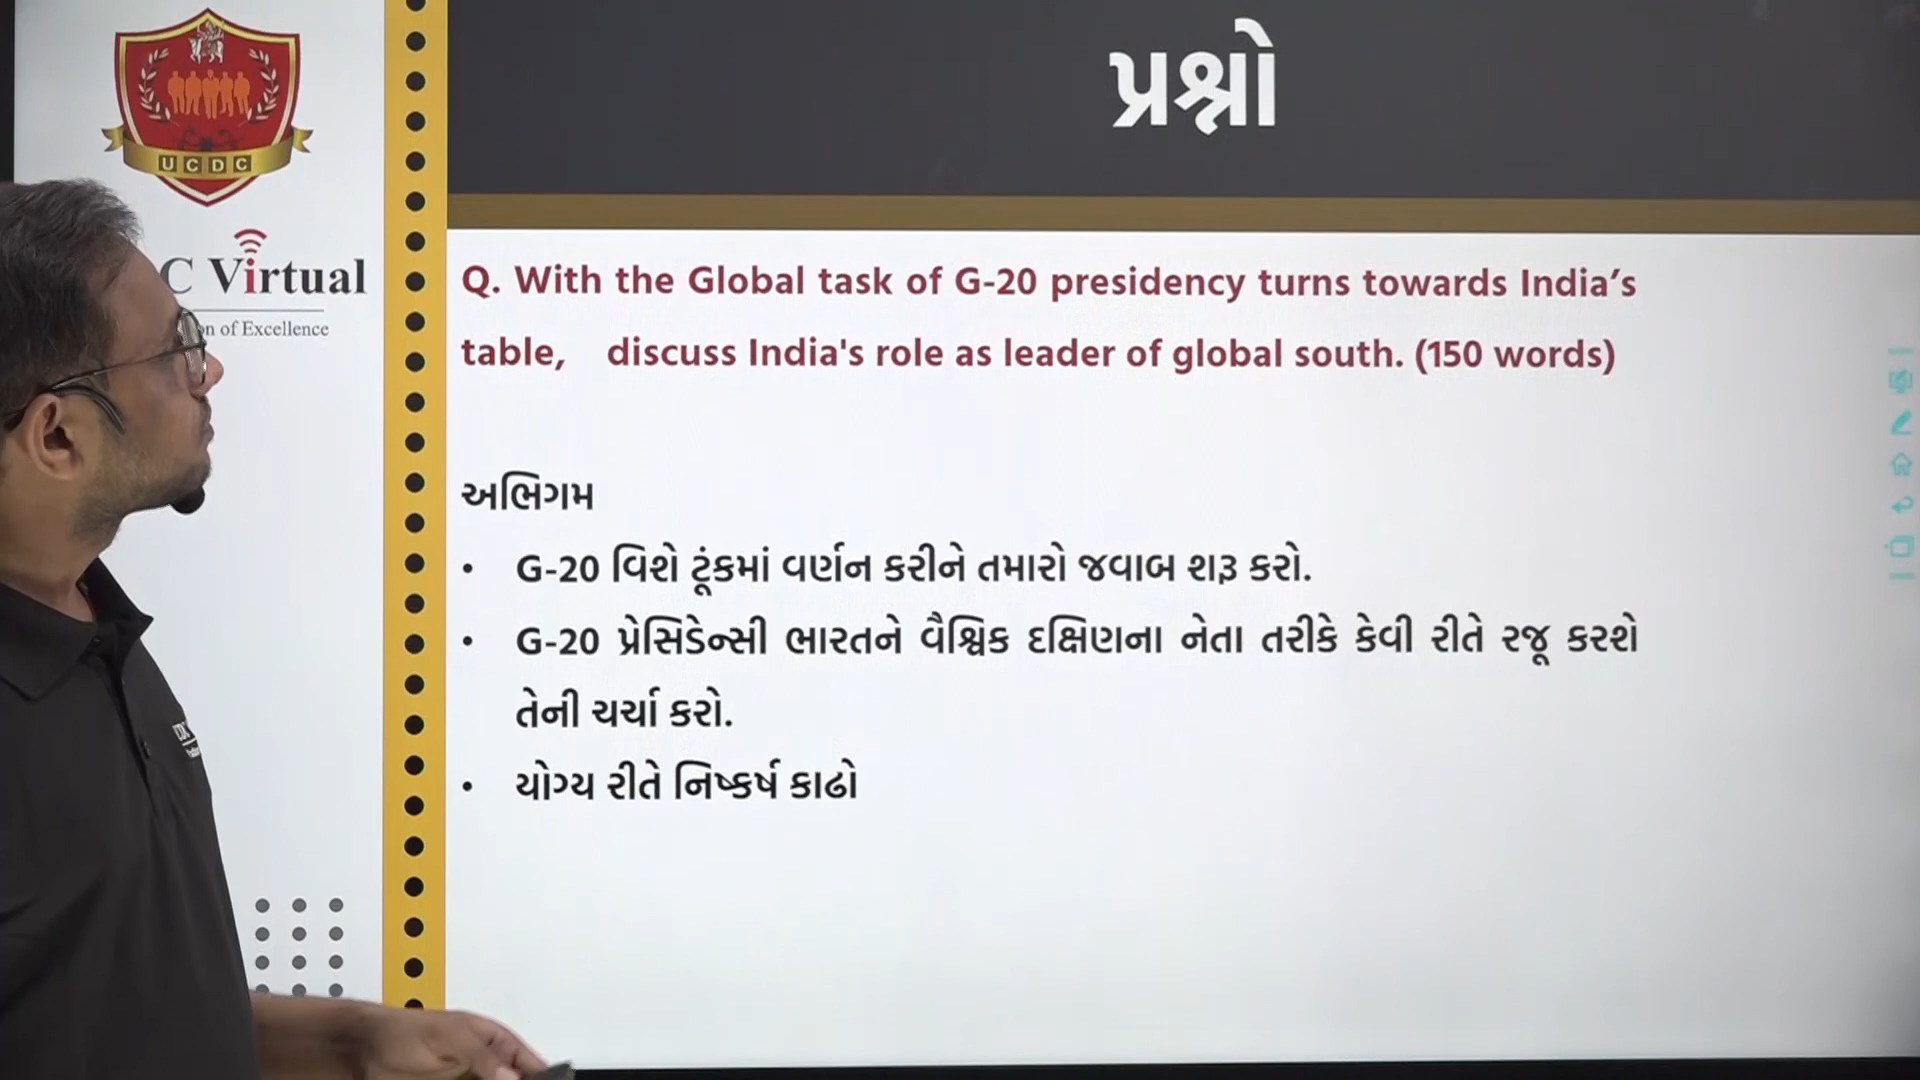 UCDC
C Virtual
n of Excellence
પ્રશ્નો
Q. With the Global task of G-20 presidency turns towards India’s
table, discuss India's role as leader of global south. (150 words)
અભિગમ
• G-20 વિશે ટૂંકમાં વર્ણન કરીને તમારો જવાબ શરૂ કરો.
• G-20 પ્રેસિડેન્સી ભારતને વૈશ્વિક દક્ષિણના નેતા તરીકે કેવી રીતે રજૂ કરશે
તેની ચર્ચા કરો.
• યોગ્ય રીતે નિષ્કર્ષ કાઢો